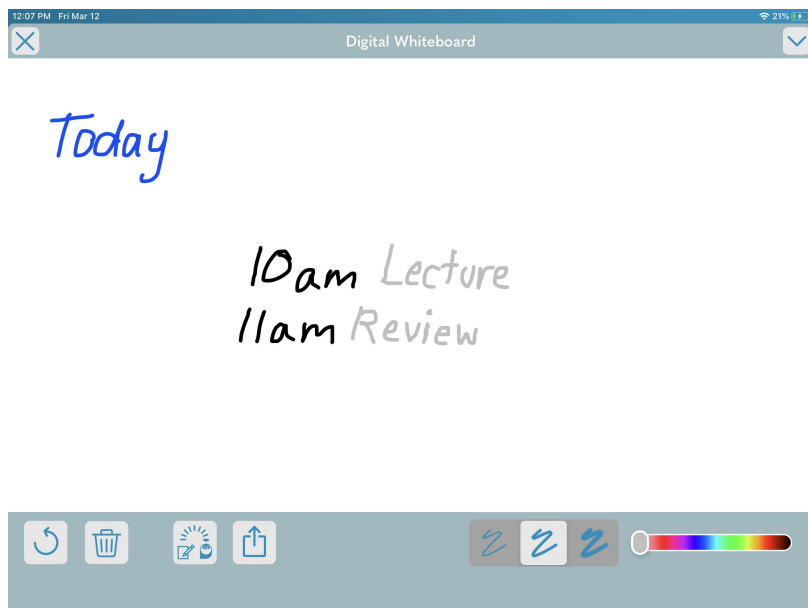 12:07 PM Fri Mar 12 21%
Digital Whiteboard
Today
10am Lecture
11am Review